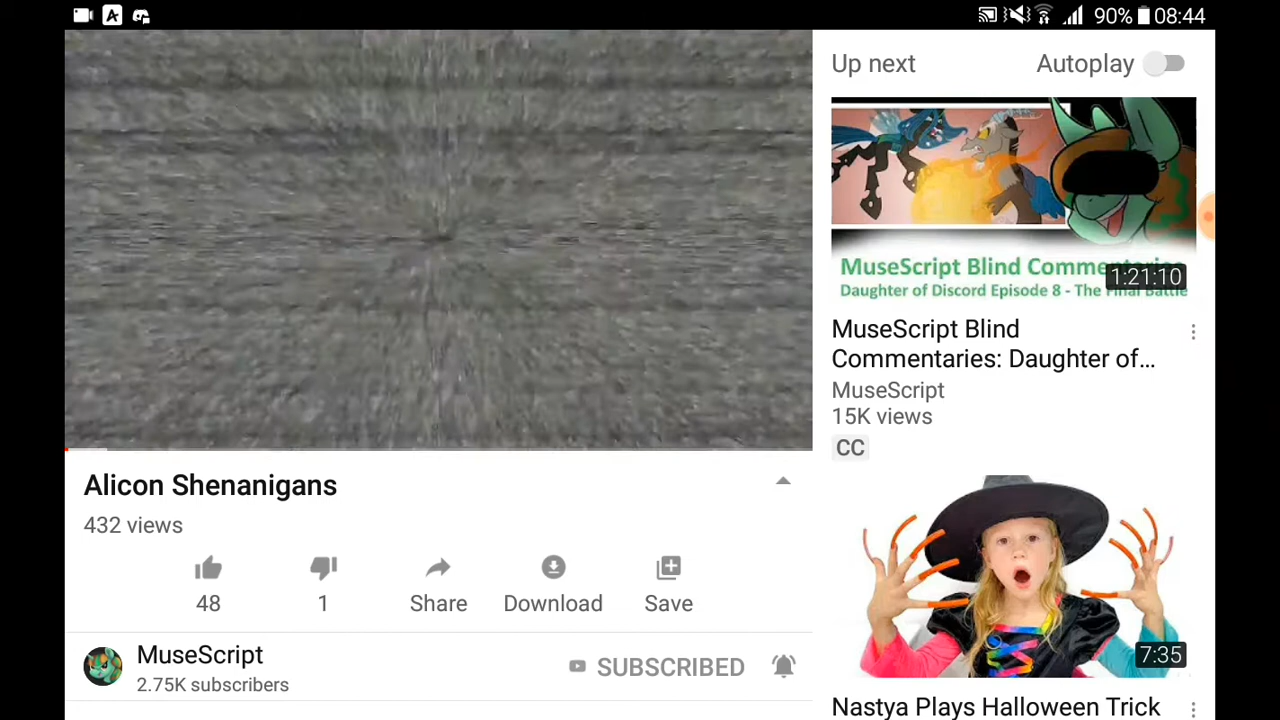 90% 08:44
Up next
Autoplay
MuseScript Blind Commentaries
Daughter of Discord Episode 8 - The Final Battle
1:21:10
MuseScript Blind
Commentaries: Daughter of...
MuseScript
15K views
CC
Alicon Shenanigans
432 views
48
1
Share
Download
Save
MuseScript
2.75K subscribers
SUBSCRIBED
7:35
Nastya Plays Halloween Trick